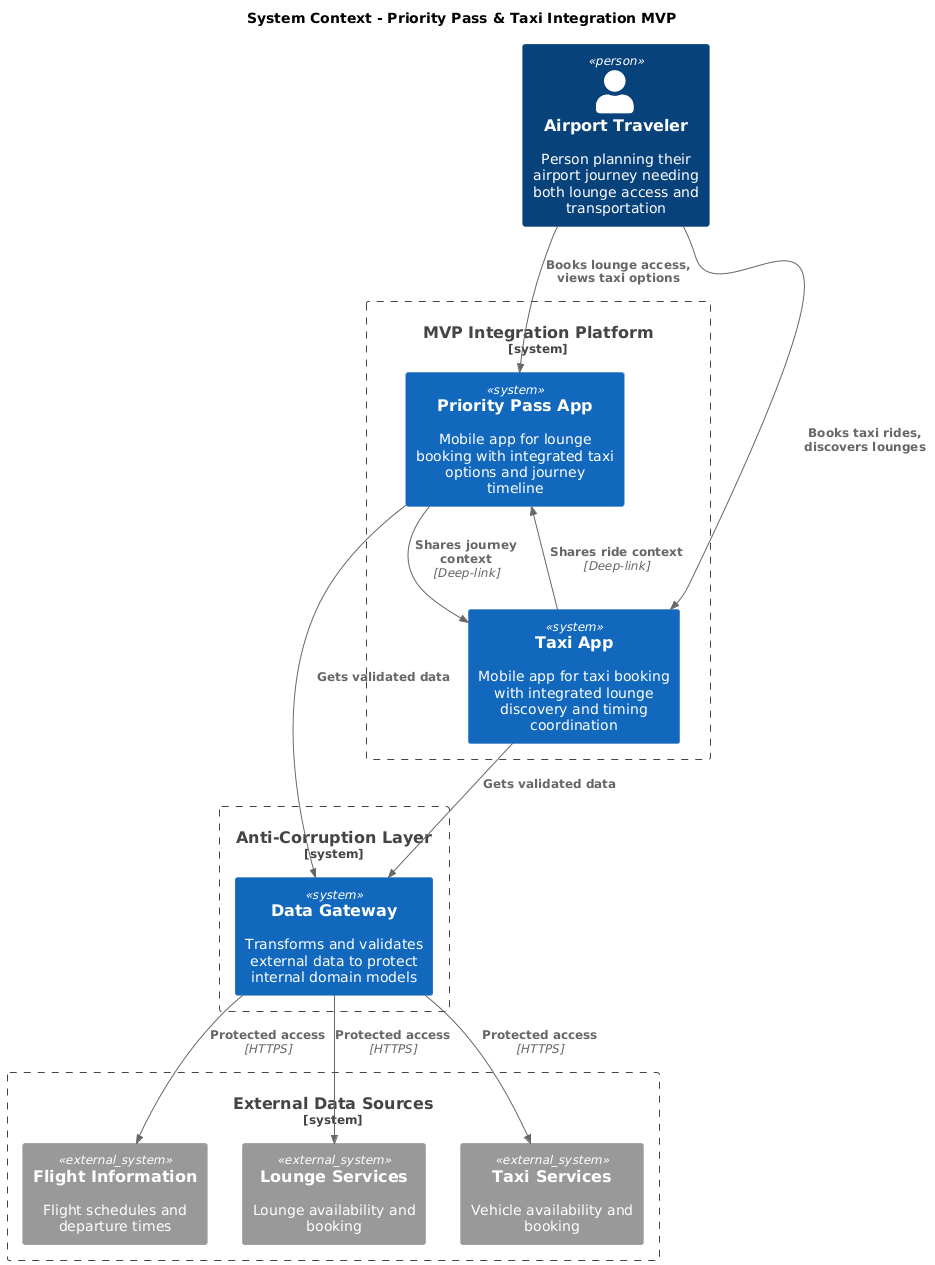 System Context - Priority Pass & Taxi Integration MVP
«person»
Airport Traveler
Person planning their
airport journey needing
both lounge access and
transportation
Books lounge access,
views taxi options
MVP Integration Platform
[system]
«system»
Priority Pass App
Mobile app for lounge
booking with integrated taxi
options and journey
timeline
Books taxi rides,
discovers lounges
Shares journey
context
[Deep-link]
Shares ride context
[Deep-link]
«system»
Taxi App
Mobile app for taxi booking
with integrated lounge
discovery and timing
coordination
Gets validated data
Gets validated data
Anti-Corruption Layer
[system]
«system»
Data Gateway
Transforms and validates
external data to protect
internal domain models
Protected access
[HTTPS]
Protected access
[HTTPS]
Protected access
[HTTPS]
External Data Sources
[system]
«external_system»
Flight Information
Flight schedules and
departure times
«external_system»
Lounge Services
Lounge availability and
booking
«external_system»
Taxi Services
Vehicle availability and
booking